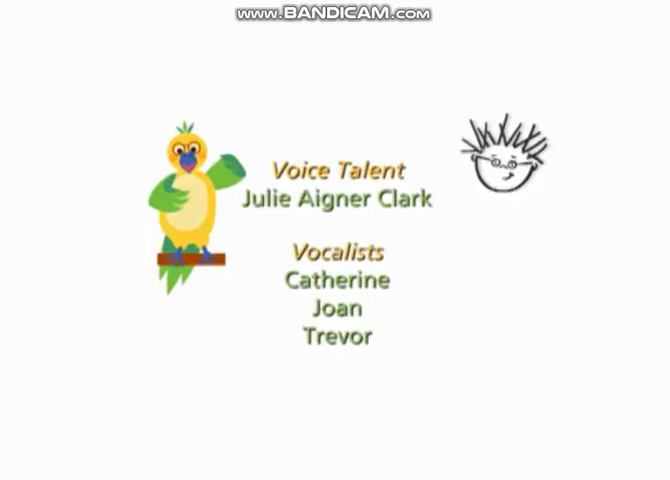 www.BANDICAM.com
Voice Talent
Julie Aigner Clark
Vocalists
Catherine
Joan
Trevor